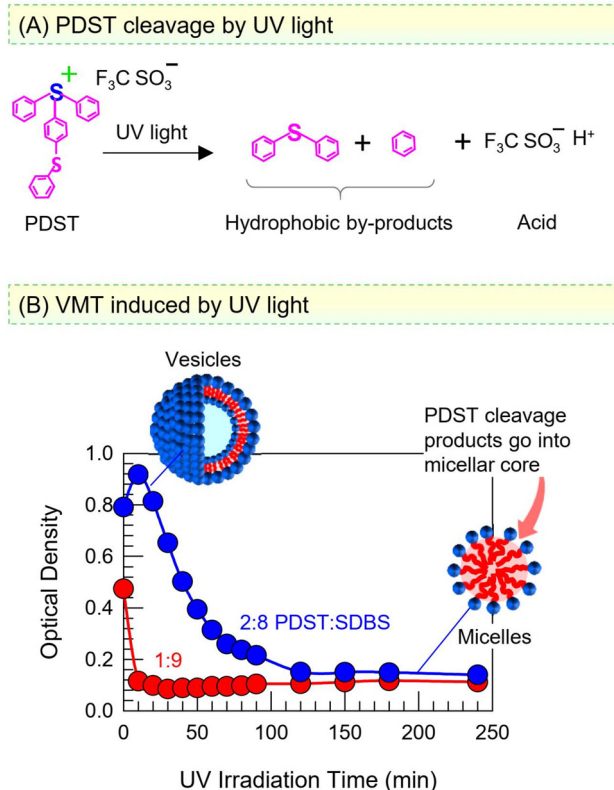 (A) PDST cleavage by UV light
S
+
F₃C SO₃⁻
UV light
S
PDST
S
+
+
F₃C SO₃⁻ H⁺
Hydrophobic by-products
Acid
(B) VMT induced by UV light
Vesicles
PDST cleavage
products go into
micellar core
1.0
0.8
0.6
0.4
0.2
0.0
Optical Density
2:8 PDST:SDBS
1:9
Micelles
0 50 100 150 200 250
UV Irradiation Time (min)